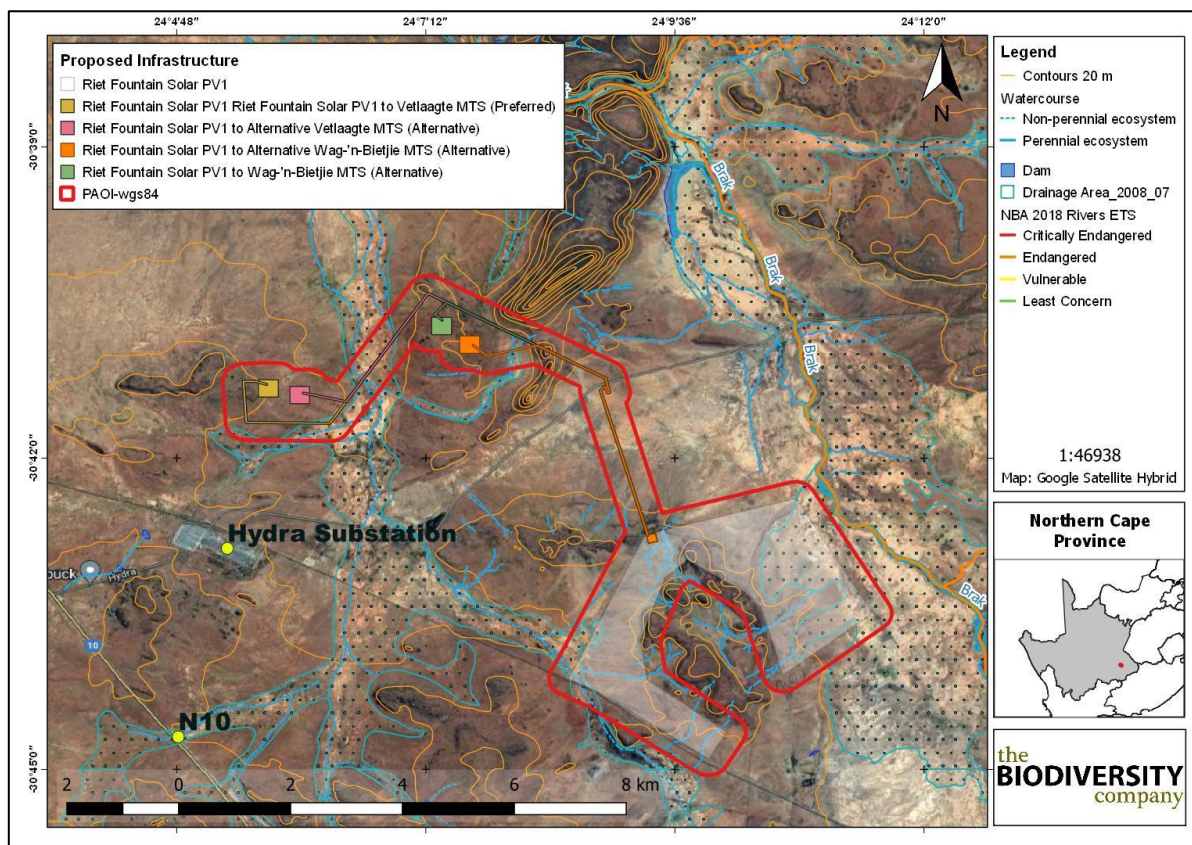 24°4'48" 24°7'12" 24°9'36" 24°12'0"
Proposed Infrastructure
Riet Fountain Solar PV1
Riet Fountain Solar PV1 Riet Fountain Solar PV1 to Vetlaagte MTS (Preferred)
Riet Fountain Solar PV1 to Alternative Vetlaagte MTS (Alternative)
Riet Fountain Solar PV1 to Alternative Wag-'n-Bietjie MTS (Alternative)
Riet Fountain Solar PV1 to Wag-'n-Bietjie MTS (Alternative)
PAOI-wgs84
N
-30°39'0"
-30°42'0"
-30°45'0"
Brak
Brak
Brak
Brak
Hydra Substation
buck
Hydra
10
N10
2 0 2 4 6 8 km
Legend
Contours 20 m
Watercourse
Non-perennial ecosystem
Perennial ecosystem
Dam
Drainage Area_2008_07
NBA 2018 Rivers ETS
Critically Endangered
Endangered
Vulnerable
Least Concern
1:46938
Map: Google Satellite Hybrid
Northern Cape
Province
the
BIODIVERSITY
company